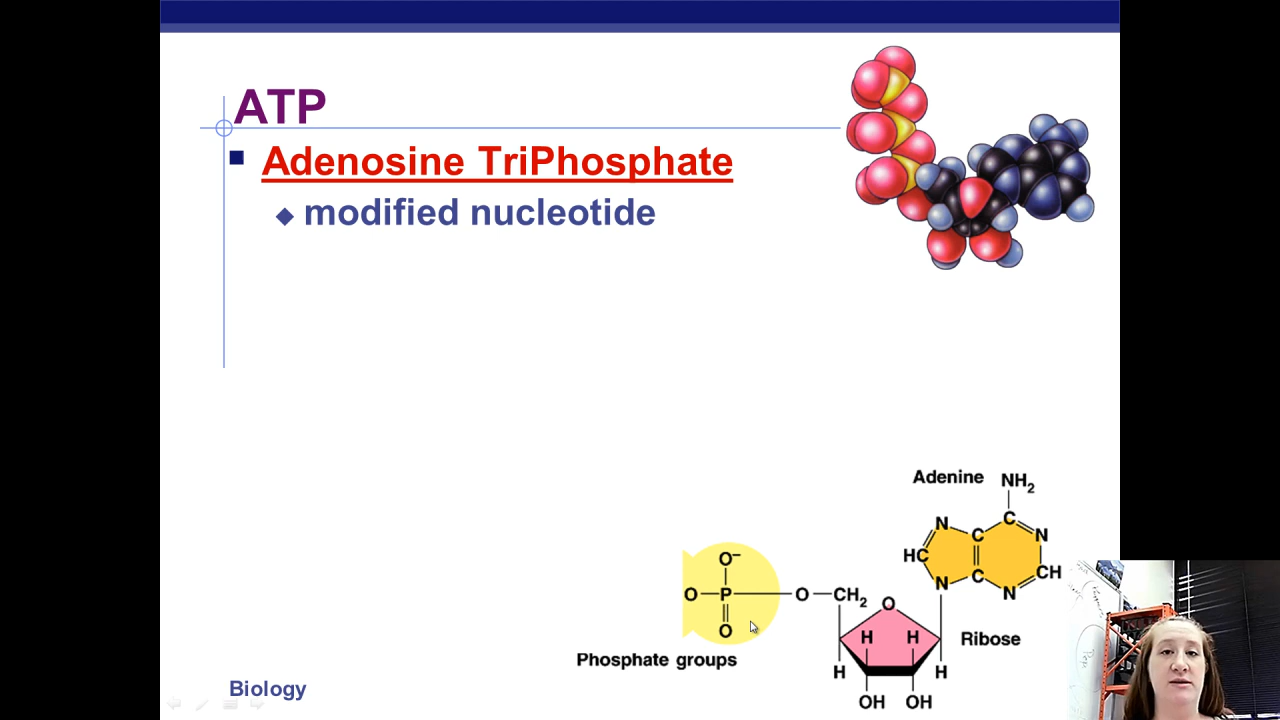 ATP
Adenosine TriPhosphate
modified nucleotide
Adenine NH2
N C N
HC C CH
N C N
O−
O P O CH2 O
O
H H Ribose
Phosphate groups
H H
OH OH
Biology